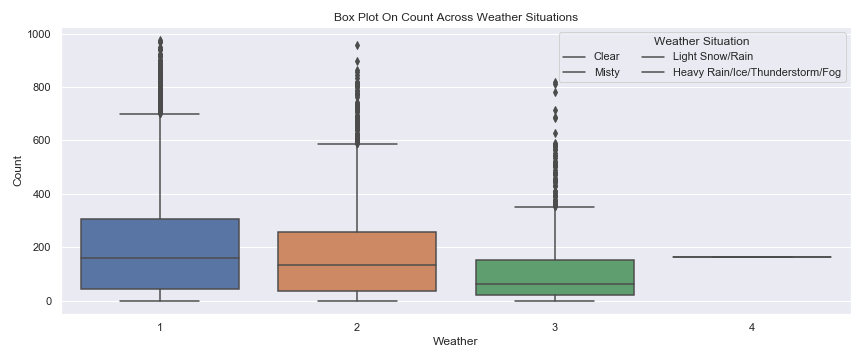 Box Plot On Count Across Weather Situations
1000
800
600
400
200
0
Count
Weather Situation
Clear Light Snow/Rain
Misty Heavy Rain/Ice/Thunderstorm/Fog
1 2 3 4
Weather